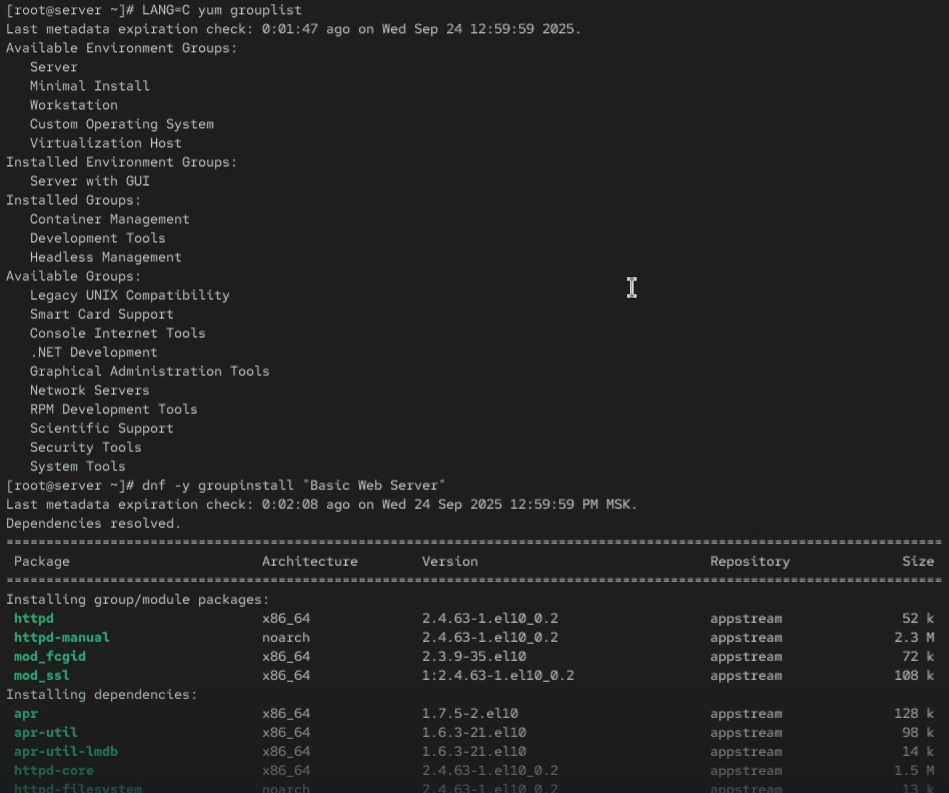 [root@server ~]# LANG=C yum grouplist
Last metadata expiration check: 0:01:47 ago on Wed Sep 24 12:59:59 2025.
Available Environment Groups:
   Server
   Minimal Install
   Workstation
   Custom Operating System
   Virtualization Host
Installed Environment Groups:
   Server with GUI
Installed Groups:
   Container Management
   Development Tools
   Headless Management
Available Groups:
   Legacy UNIX Compatibility
   Smart Card Support
   Console Internet Tools
   .NET Development
   Graphical Administration Tools
   Network Servers
   RPM Development Tools
   Scientific Support
   Security Tools
   System Tools
[root@server ~]# dnf -y groupinstall "Basic Web Server"
Last metadata expiration check: 0:02:08 ago on Wed 24 Sep 2025 12:59:59 PM MSK.
Dependencies resolved.
Package Architecture Version Repository Size
Installing group/module packages:
httpd x86_64 2.4.63-1.el10_0.2 appstream 52 k
httpd-manual noarch 2.4.63-1.el10_0.2 appstream 2.3 M
mod_fcgid x86_64 2.3.9-35.el10 appstream 72 k
mod_ssl x86_64 1:2.4.63-1.el10_0.2 appstream 108 k
Installing dependencies:
apr x86_64 1.7.5-2.el10 appstream 128 k
apr-util x86_64 1.6.3-21.el10 appstream 98 k
apr-util-lmdb x86_64 1.6.3-21.el10 appstream 14 k
httpd-core x86_64 2.4.63-1.el10_0.2 appstream 1.5 M
httpd-filesystem noarch 2.4.63-1.el10_0.2 appstream 13 k